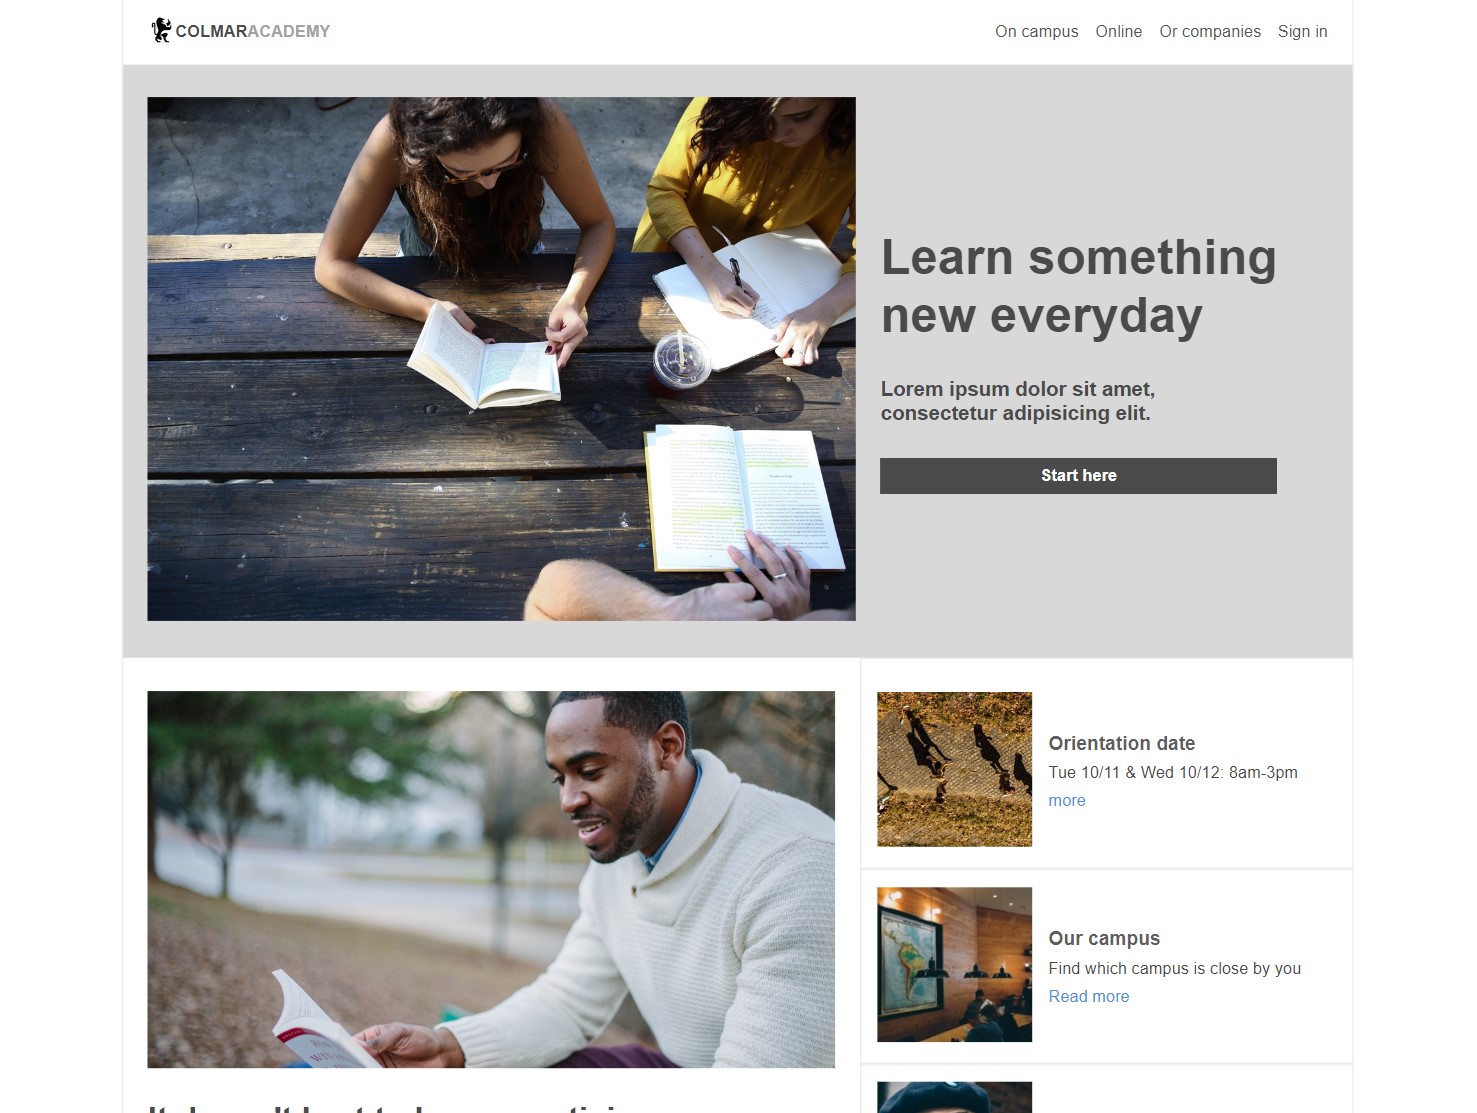 COLMARACADEMY
On campus Online Or companies Sign in
Learn something
new everyday
Lorem ipsum dolor sit amet,
consectetur adipisicing elit.
Start here
Orientation date
Tue 10/11 & Wed 10/12: 8am-3pm
more
Our campus
Find which campus is close by you
Read more